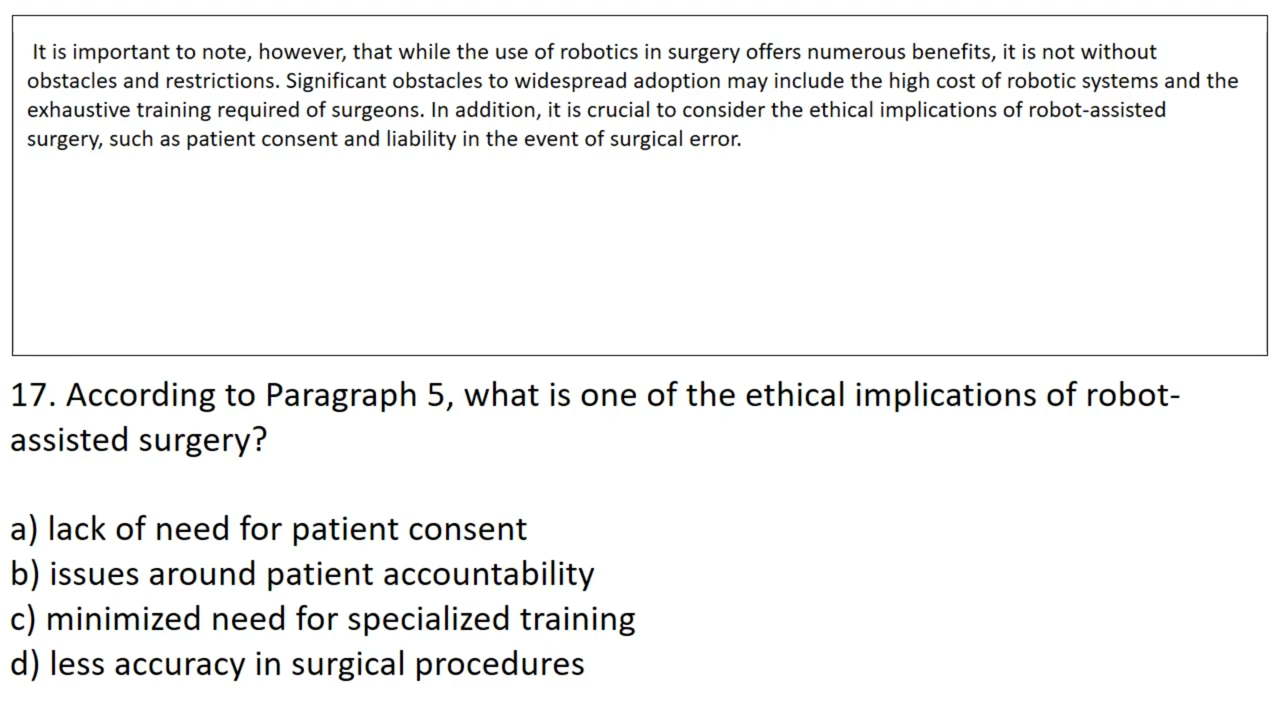 It is important to note, however, that while the use of robotics in surgery offers numerous benefits, it is not without
obstacles and restrictions. Significant obstacles to widespread adoption may include the high cost of robotic systems and the
exhaustive training required of surgeons. In addition, it is crucial to consider the ethical implications of robot-assisted
surgery, such as patient consent and liability in the event of surgical error.
17. According to Paragraph 5, what is one of the ethical implications of robot-
assisted surgery?
a) lack of need for patient consent
b) issues around patient accountability
c) minimized need for specialized training
d) less accuracy in surgical procedures